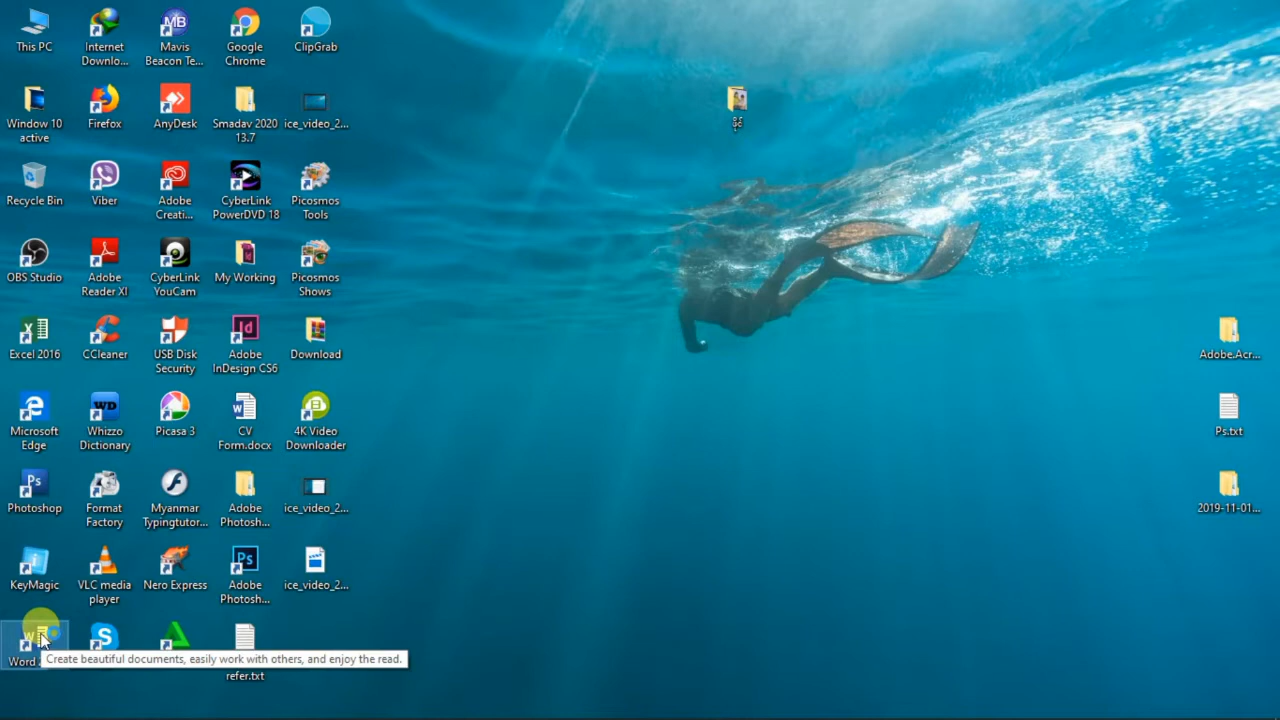 This PC
Internet
Downlo...
Mavis
Beacon Te...
Google
Chrome
ClipGrab
Window 10
active
Firefox
AnyDesk
Smadav 2020
13.7
ice_video_2...
Recycle Bin
Viber
Adobe
Creati...
CyberLink
PowerDVD 18
Picosmos
Tools
OBS Studio
Adobe
Reader XI
CyberLink
YouCam
My Working
Picosmos
Shows
Excel 2016
CCleaner
USB Disk
Security
Adobe
InDesign CS6
Download
Adobe.Acr...
Microsoft
Edge
Whizzo
Dictionary
Picasa 3
CV
Form.docx
4K Video
Downloader
Ps.txt
Photoshop
Format
Factory
Myanmar
Typingtutor...
Adobe
Photosh...
ice_video_2...
2019-11-01...
KeyMagic
VLC media
player
Nero Express
Adobe
Photosh...
ice_video_2...
Word
Create beautiful documents, easily work with others, and enjoy the read.
refer.txt